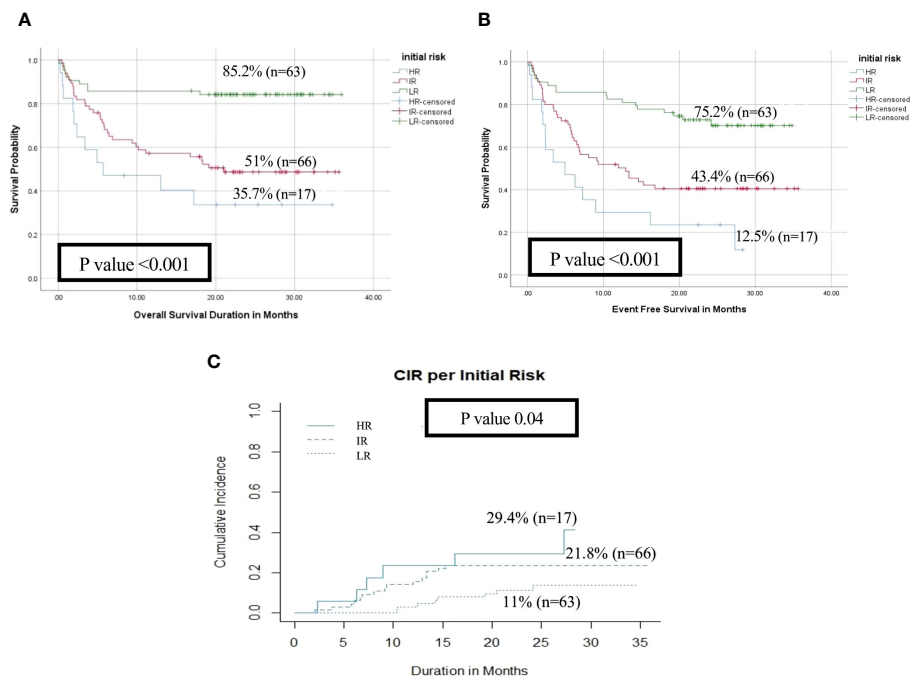 A
initial risk
HR
IR
LR
HR-censored
IR-censored
LR-censored
85.2% (n=63)
51% (n=66)
35.7% (n=17)
P value <0.001
Survival Probability
1.0
0.8
0.6
0.4
0.2
0.0
.00 10.00 20.00 30.00 40.00
Overall Survival Duration in Months
B
initial risk
HR
IR
LR
HR-censored
IR-censored
LR-censored
75.2% (n=63)
43.4% (n=66)
12.5% (n=17)
P value <0.001
Survival Probability
1.0
0.8
0.6
0.4
0.2
0.0
.00 10.00 20.00 30.00 40.00
Event Free Survival in Months
C
CIR per Initial Risk
P value 0.04
HR
IR
LR
29.4% (n=17)
21.8% (n=66)
11% (n=63)
Cumulative Incidence
1.0
0.8
0.6
0.4
0.2
0.0
0 5 10 15 20 25 30 35
Duration in Months